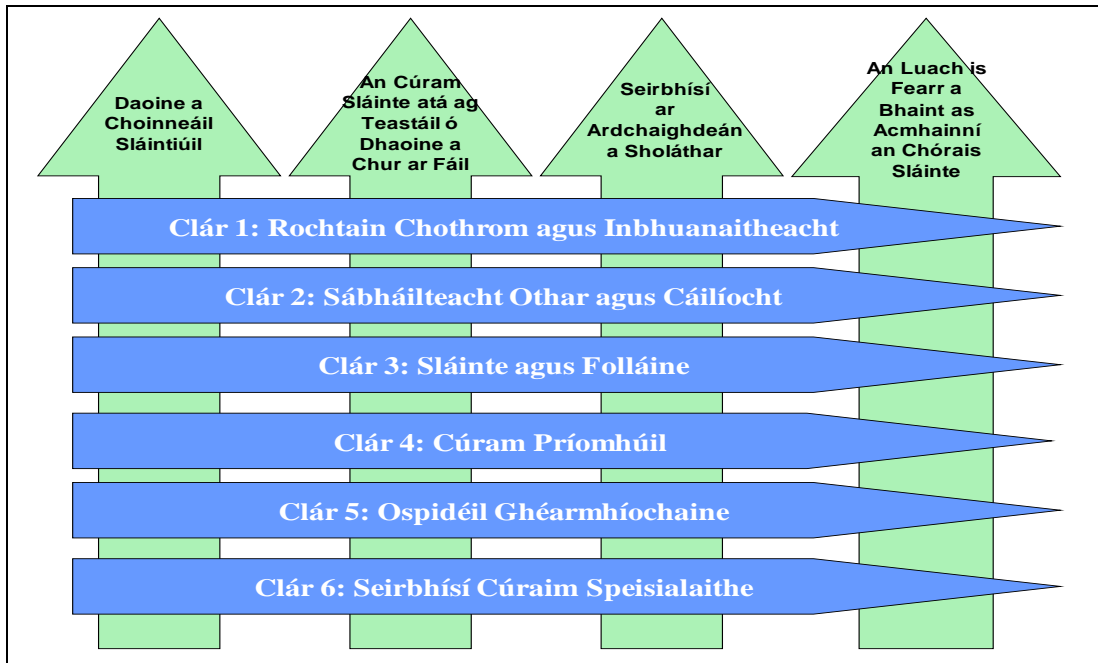 Daoine a
Choinneáil
Sláintiúil
An Cúram
Sláinte atá ag
Teastáil ó
Dhaoine a
Chur ar Fáil
Seirbhísí
ar
Ardchaighdeán
a Sholáthar
An Luach is
Fearr a
Bhaint as
Acmhainní
an Chórais
Sláinte
Clár 1: Rochtain Chothrom agus Inbhuanaitheacht
Clár 2: Sábháilteacht Othar agus Cáilíocht
Clár 3: Sláinte agus Folláine
Clár 4: Cúram Príomhúil
Clár 5: Ospidéil Ghéarmhíochaine
Clár 6: Seirbhísí Cúraim Speisialaithe